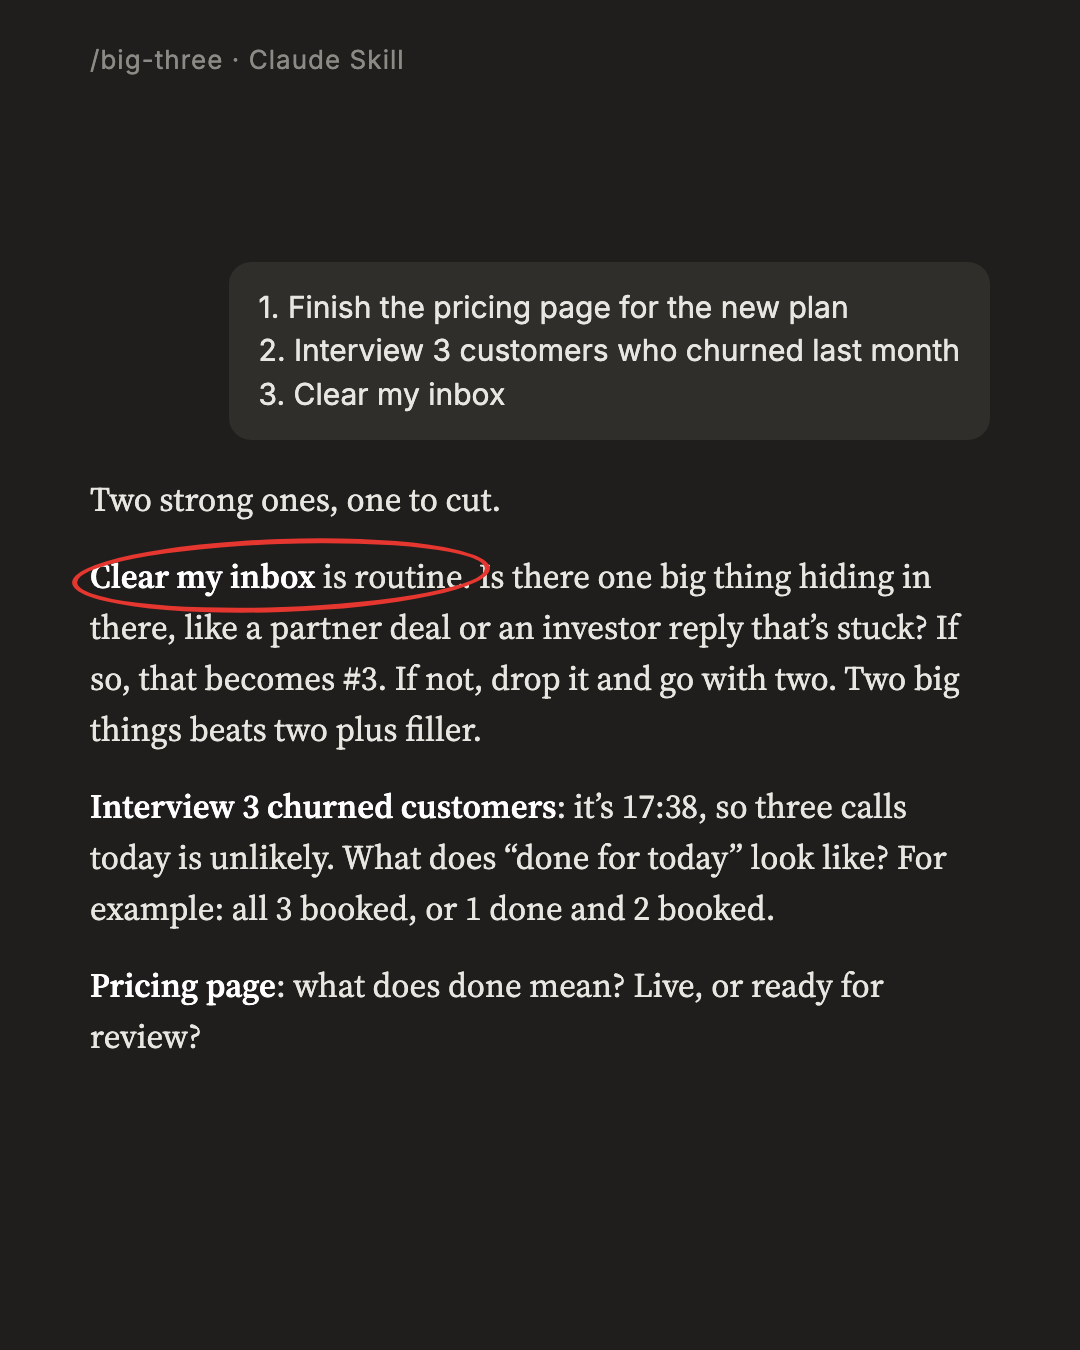 /big-three · Claude Skill
1. Finish the pricing page for the new plan
2. Interview 3 customers who churned last month
3. Clear my inbox
Two strong ones, one to cut.
Clear my inbox is routine. Is there one big thing hiding in
there, like a partner deal or an investor reply that’s stuck? If
so, that becomes #3. If not, drop it and go with two. Two big
things beats two plus filler.
Interview 3 churned customers: it’s 17:38, so three calls
today is unlikely. What does “done for today” look like? For
example: all 3 booked, or 1 done and 2 booked.
Pricing page: what does done mean? Live, or ready for
review?